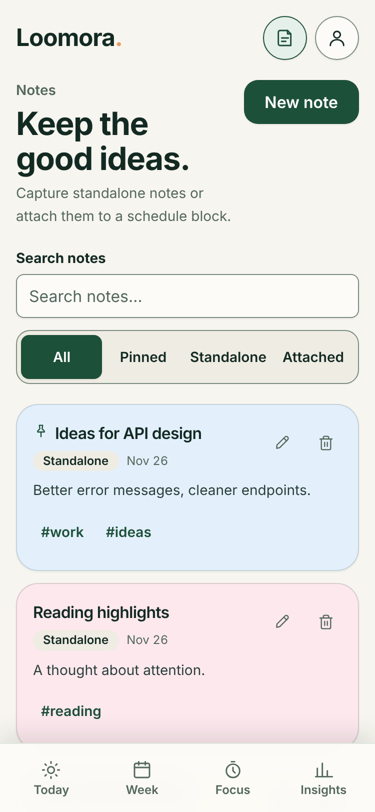 Loomora.
Notes
New note
Keep the
good ideas.
Capture standalone notes or
attach them to a schedule block.
Search notes
Search notes...
All Pinned Standalone Attached
Ideas for API design
Standalone Nov 26
Better error messages, cleaner endpoints.
#work #ideas
Reading highlights
Standalone Nov 26
A thought about attention.
#reading
Today Week Focus Insights